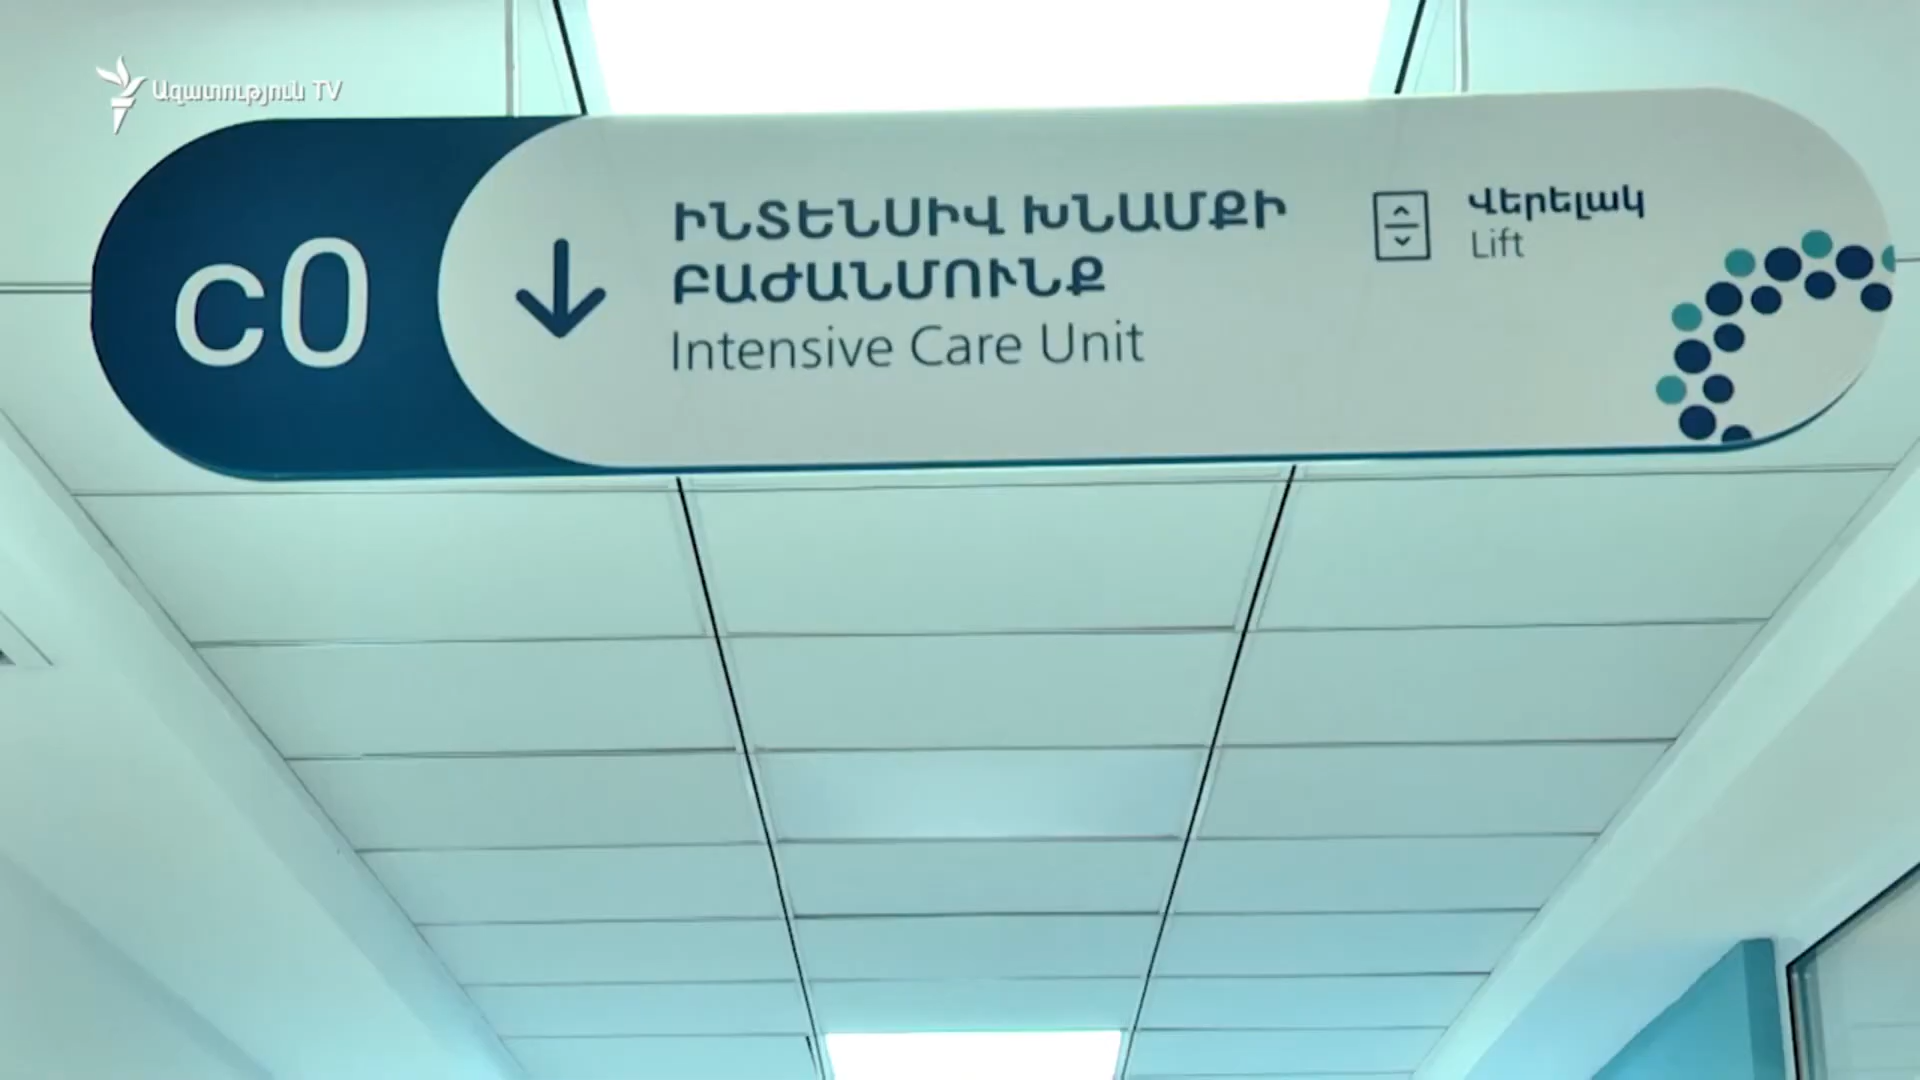 Ազատություն TV
c0
ԻՆՏԵՆՍԻՎ ԽՆԱՄՔԻ
ԲԱԺԱՆՄՈՒՆՔ
Intensive Care Unit
Վերելակ
Lift